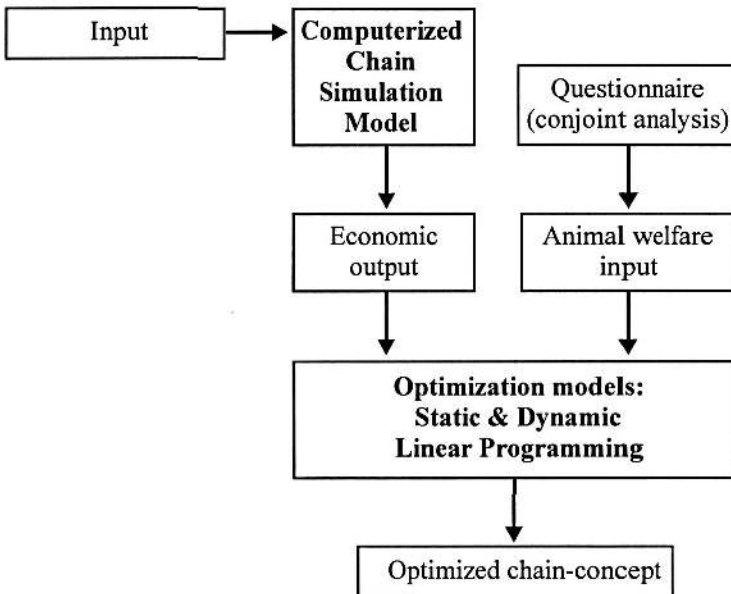 Input
Computerized
Chain
Simulation
Model
Questionnaire
(conjoint analysis)
Economic
output
Animal welfare
input
Optimization models:
Static & Dynamic
Linear Programming
Optimized chain-concept